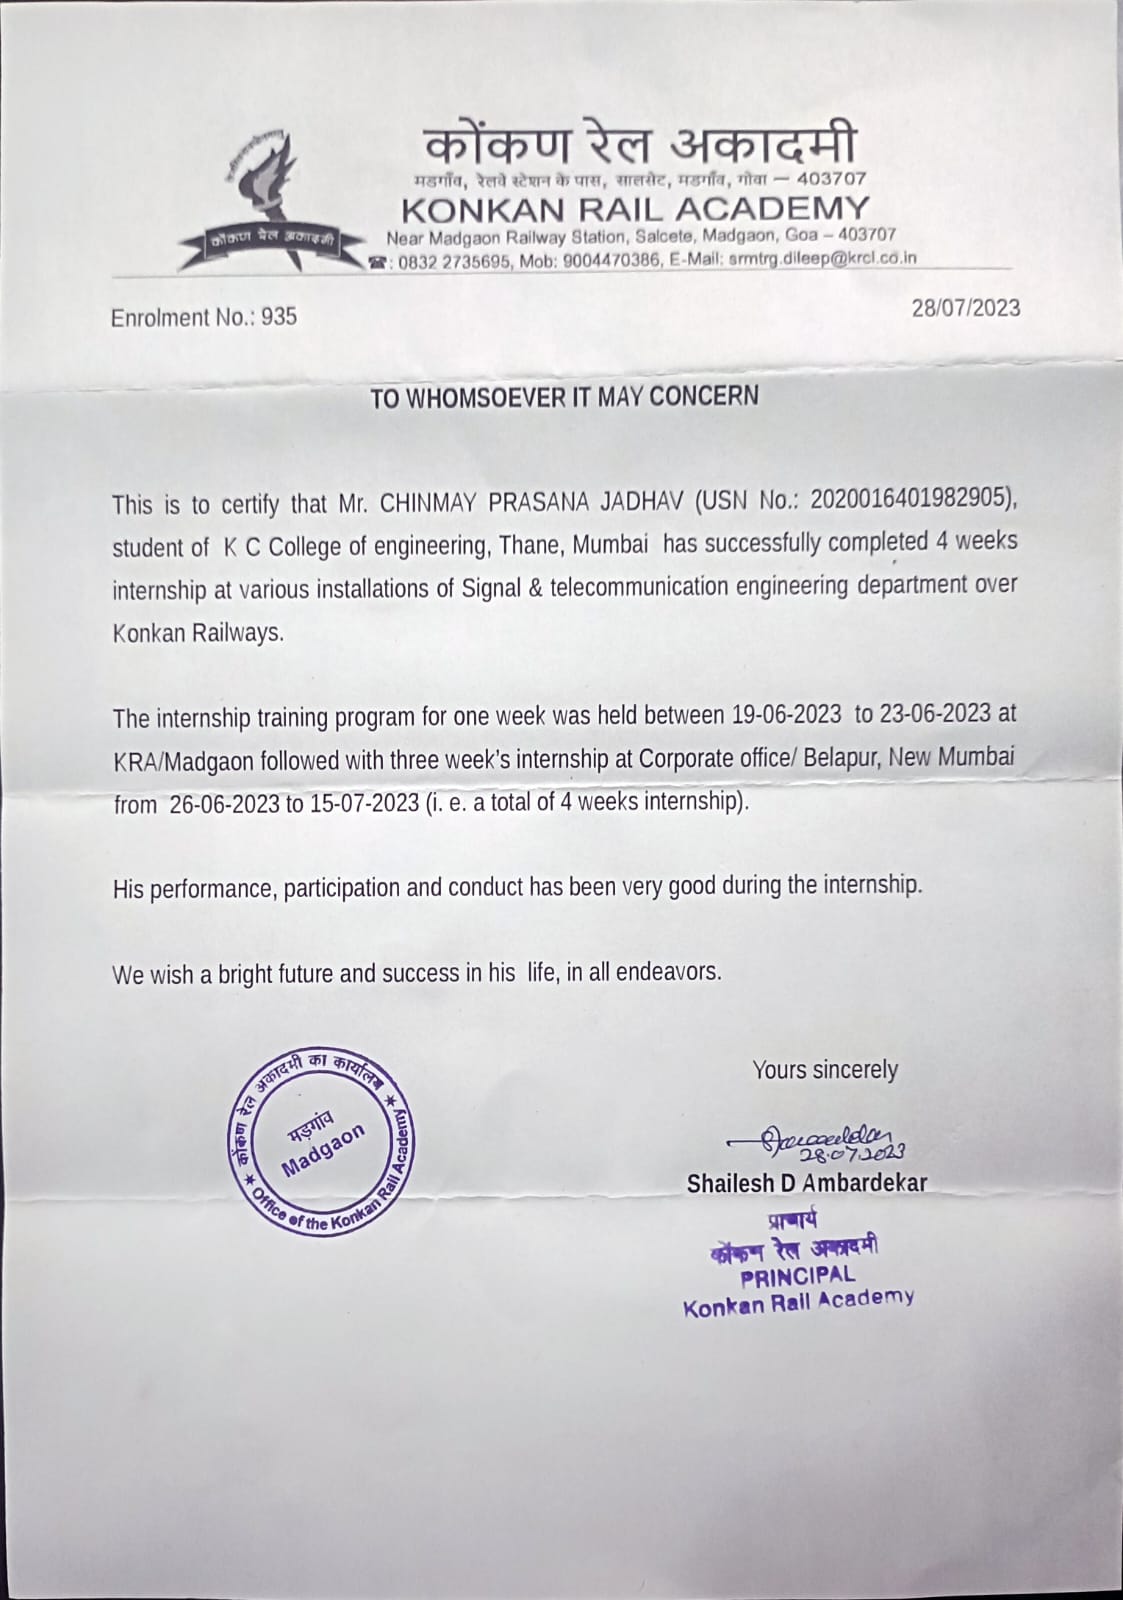 कोंकण रेल अकादमी
मडगाँव, रेलवे स्टेशन के पास, सालसेट, मडगाँव, गोवा – 403707
KONKAN RAIL ACADEMY
Near Madgaon Railway Station, Salcete, Madgaon, Goa – 403707
☎: 0832 2735695, Mob: 9004470386, E-Mail: srmtrg.dileep@krcl.co.in
कोंकण रेल अकादमी
Enrolment No.: 935
28/07/2023
TO WHOMSOEVER IT MAY CONCERN
This is to certify that Mr. CHINMAY PRASANA JADHAV (USN No.: 2020016401982905),
student of K C College of engineering, Thane, Mumbai has successfully completed 4 weeks
internship at various installations of Signal & telecommunication engineering department over
Konkan Railways.
The internship training program for one week was held between 19-06-2023 to 23-06-2023 at
KRA/Madgaon followed with three week's internship at Corporate office/ Belapur, New Mumbai
from 26-06-2023 to 15-07-2023 (i. e. a total of 4 weeks internship).
His performance, participation and conduct has been very good during the internship.
We wish a bright future and success in his life, in all endeavors.
कोंकण रेल अकादमी का कार्यालय
मड़गांव
Madgaon
Office of the Konkan Rail Academy
Yours sincerely
28.07.2023
Shailesh D Ambardekar
प्राचार्य
कोंकण रेल अकादमी
PRINCIPAL
Konkan Rail Academy